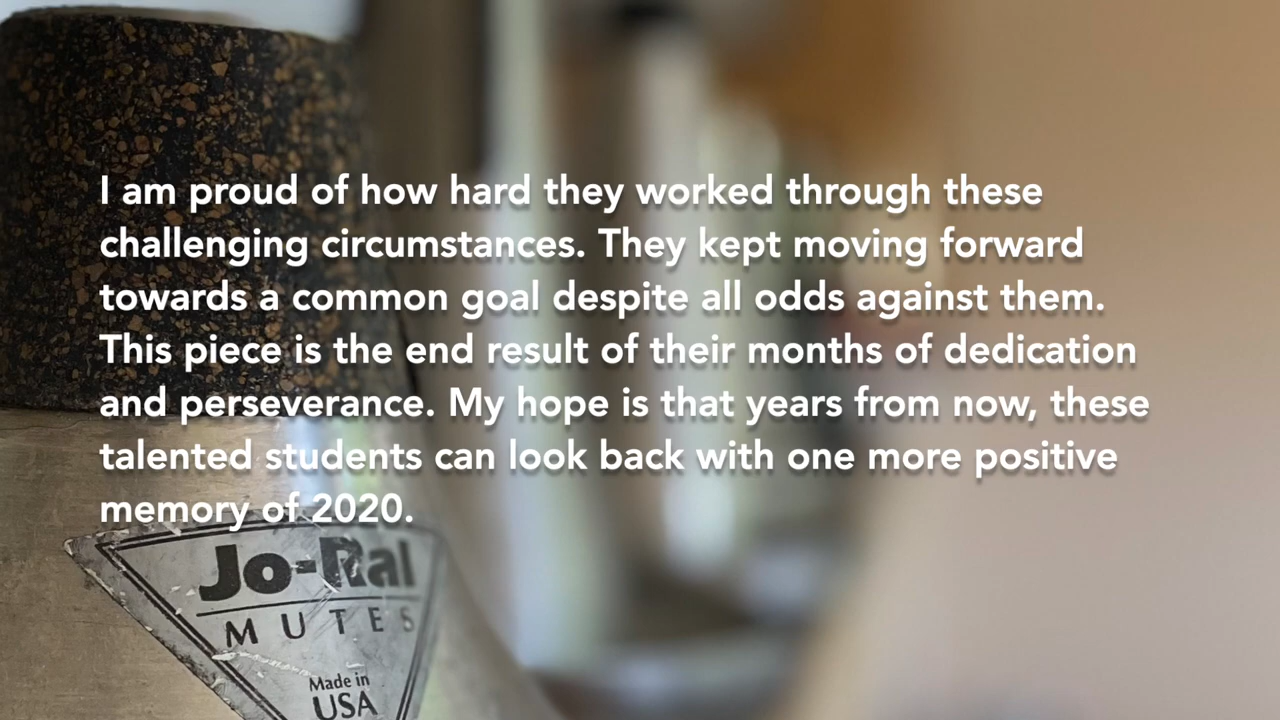 I am proud of how hard they worked through these
challenging circumstances. They kept moving forward
towards a common goal despite all odds against them.
This piece is the end result of their months of dedication
and perseverance. My hope is that years from now, these
talented students can look back with one more positive
memory of 2020.
Jo-Ral
MUTES
Made in
USA